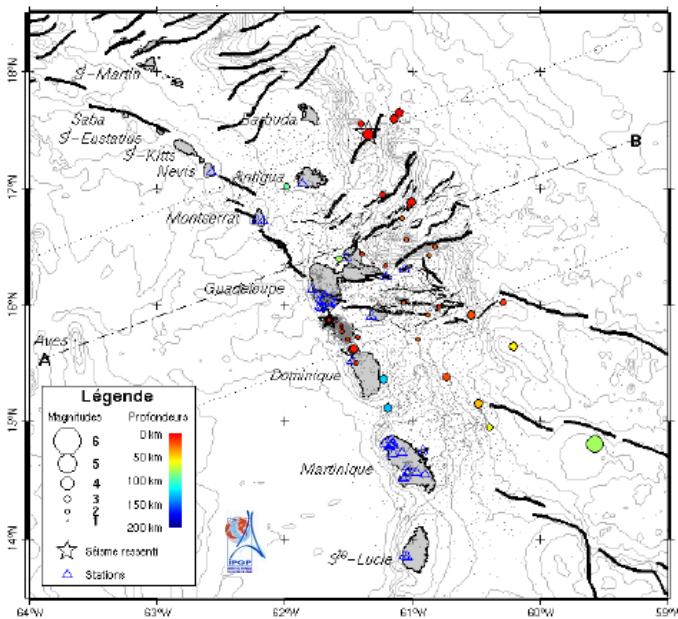 18°N
St-Martin
Saba
St-Eustatius
St-Kitts
Nevis
Barbuda
B
17°N
Antigua
Montserrat
Guadeloupe
16°N
Aves
A
Dominique
Légende
Magnitudes
Profondeurs
6
5
4
3
2
1
0 km
50 km
100 km
150 km
200 km
Séisme ressenti
Stations
15°N
Martinique
IPGP
14°N
Ste-Lucie
64°W
63°W
62°W
61°W
60°W
59°W